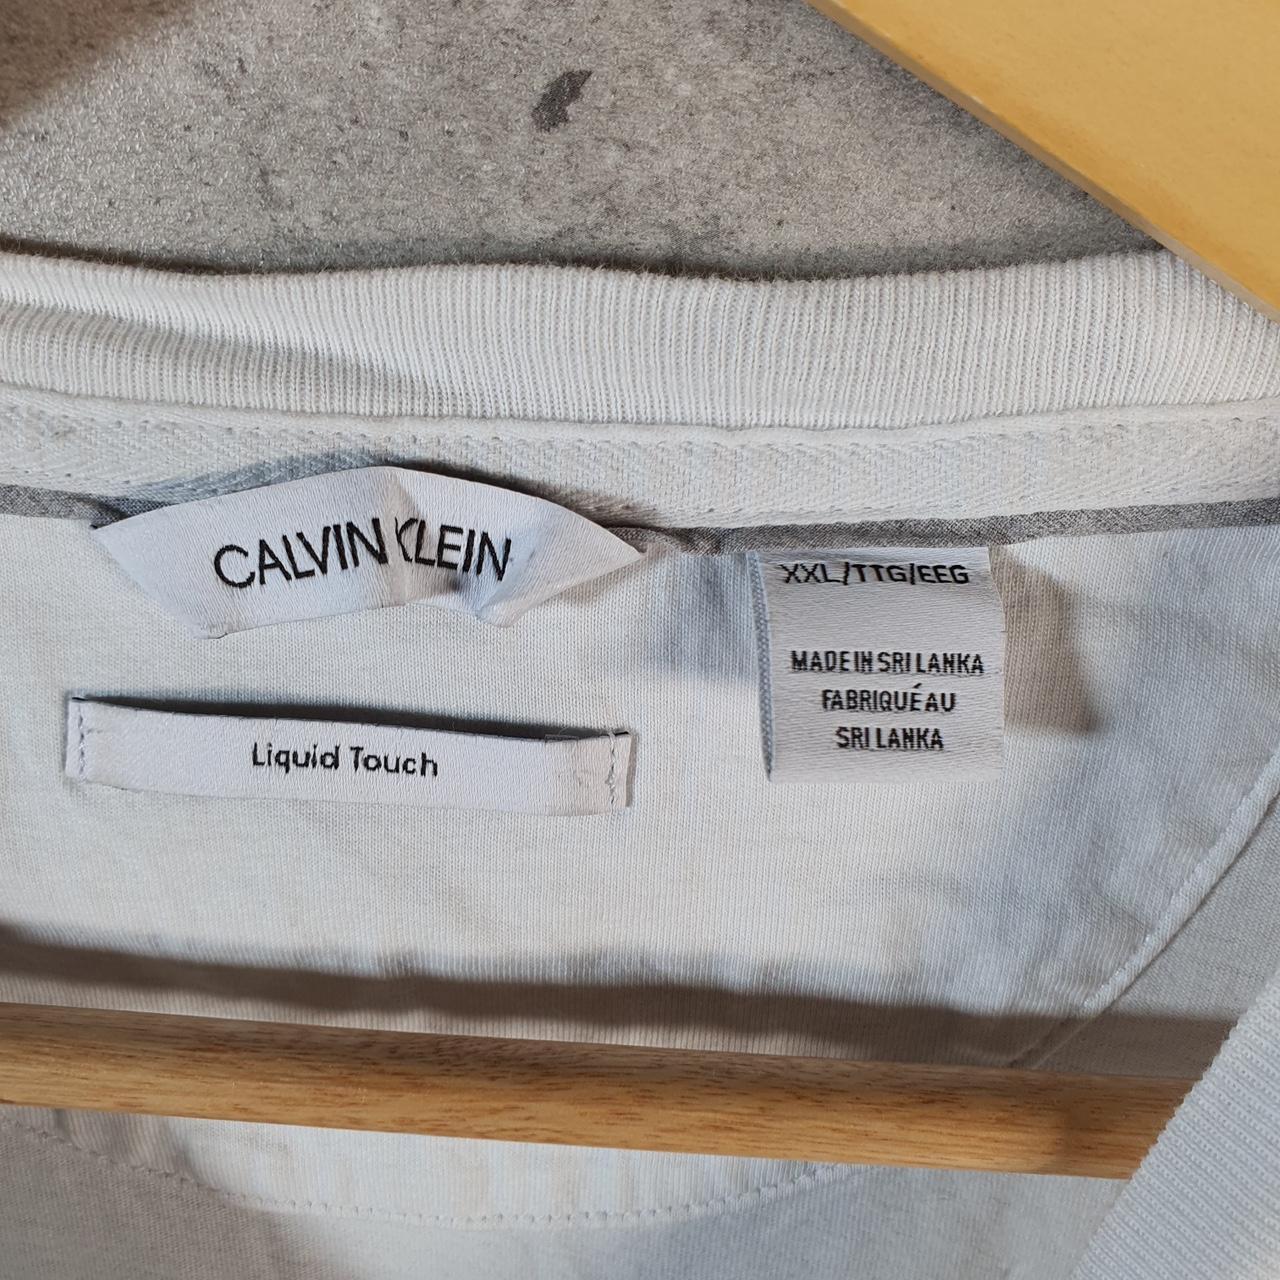 CALVIN KLEIN
Liquid Touch
XXL/TTG/EEG
MADE IN SRI LANKA
FABRIQUÉ AU
SRI LANKA